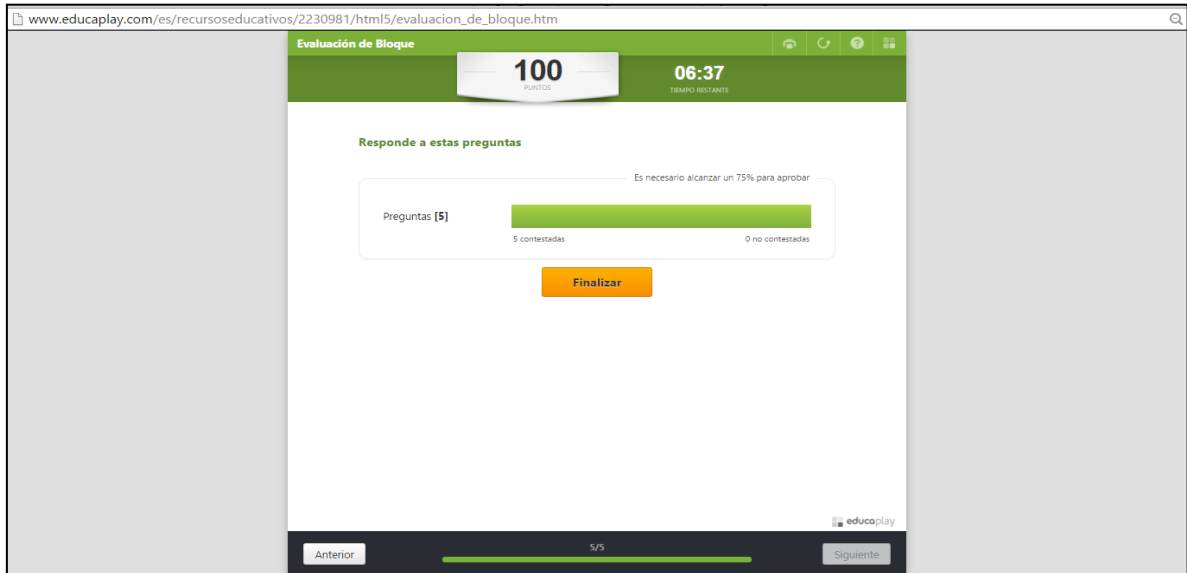 www.educaplay.com/es/recursoseducativos/2230981/html5/evaluacion_de_bloque.htm
Evaluación de Bloque
100
PUNTOS
06:37
TIEMPO RESTANTE
Responde a estas preguntas
Es necesario alcanzar un 75% para aprobar
Preguntas [5]
5 contestadas
0 no contestadas
Finalizar
educaplay
Anterior
5/5
Siguiente